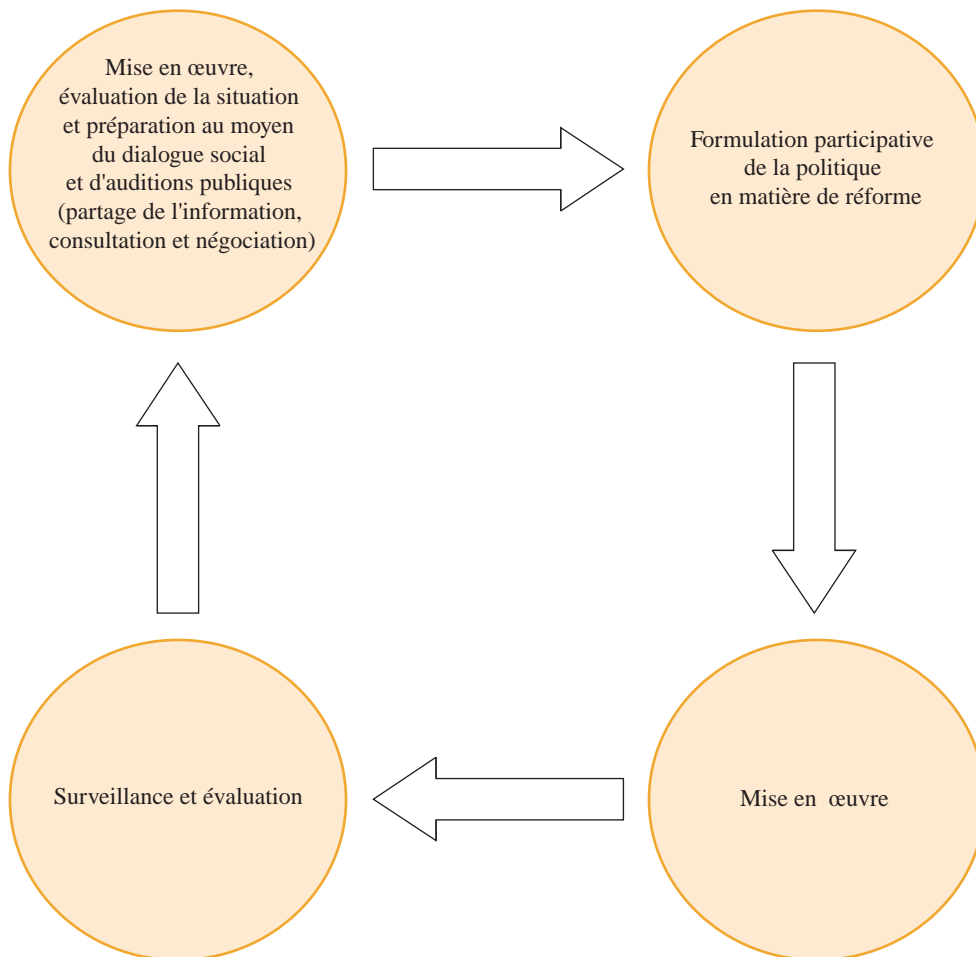 Mise en œuvre,
évaluation de la situation
et préparation au moyen
du dialogue social
et d'auditions publiques
(partage de l'information,
consultation et négociation)
Formulation participative
de la politique
en matière de réforme
Surveillance et évaluation
Mise en œuvre